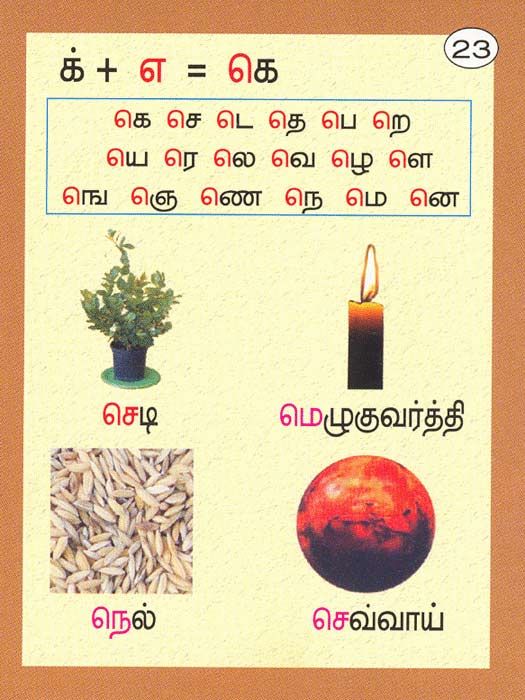 23
க் + எ = கெ
கெ செ டெ தெ பெ றெ
யெ ரெ லெ வெ ழெ ளெ
ஙெ ஞெ ணெ நெ மெ னெ
செடி மெழுகுவர்த்தி
நெல் செவ்வாய்